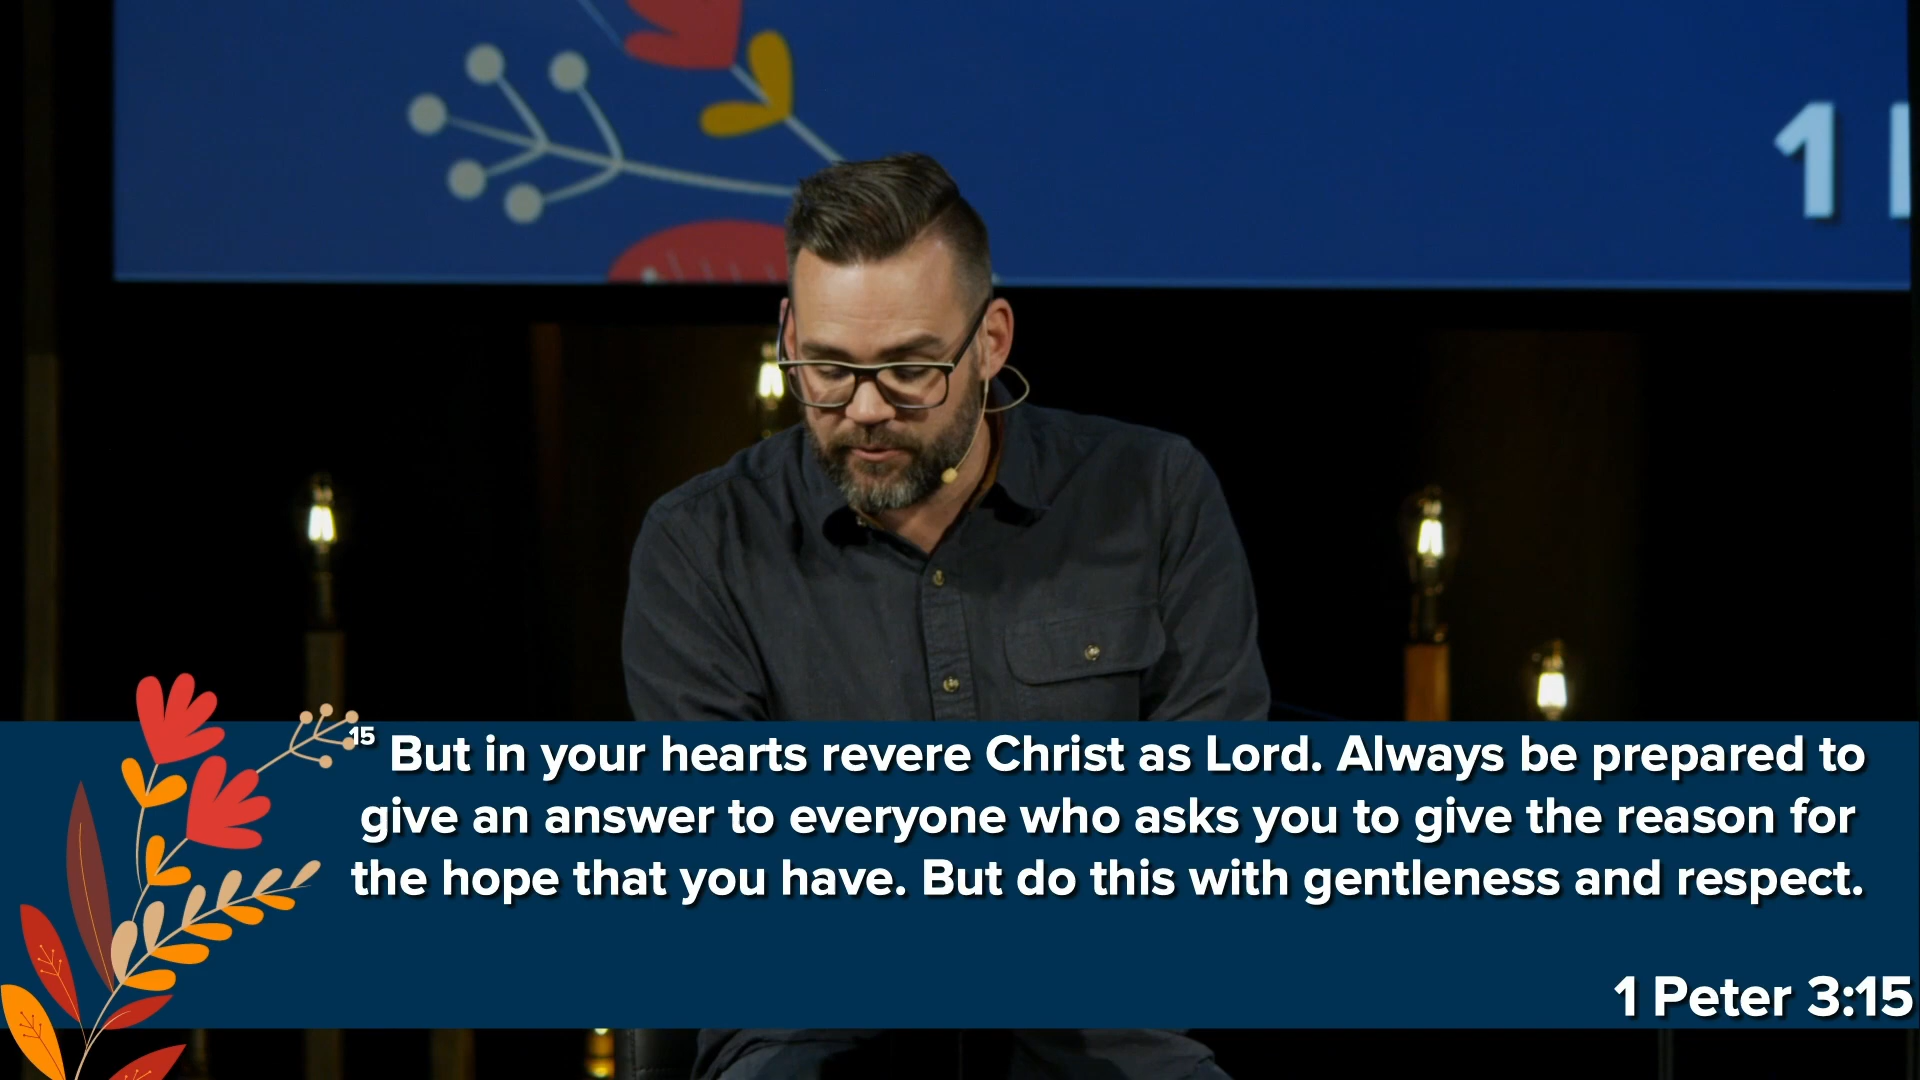 1
15 But in your hearts revere Christ as Lord. Always be prepared to
give an answer to everyone who asks you to give the reason for
the hope that you have. But do this with gentleness and respect.
1 Peter 3:15